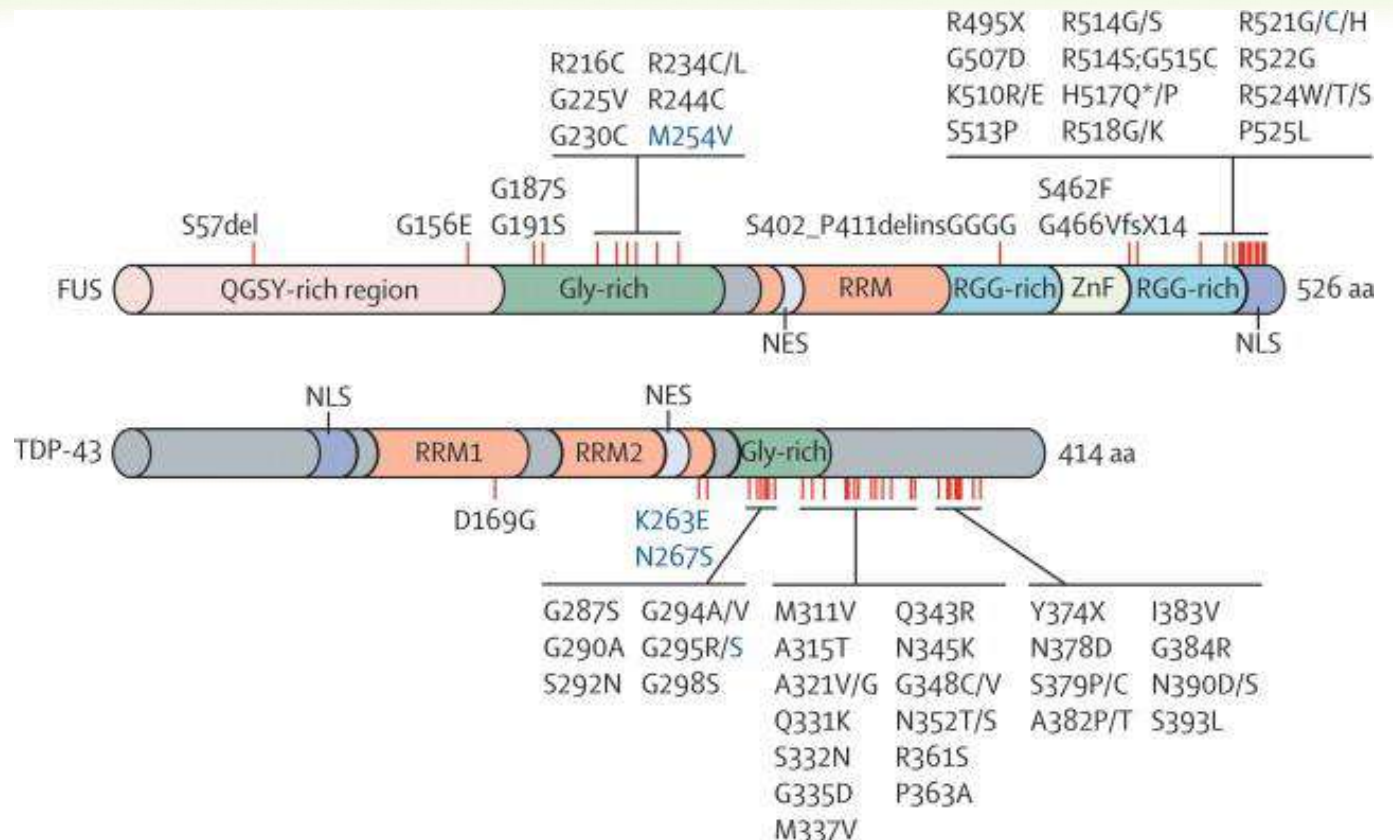 R495X R514G/S R521G/C/H
G507D R514S;G515C R522G
K510R/E H517Q*/P R524W/T/S
S513P R518G/K P525L
R216C R234C/L
G225V R244C
G230C M254V
G187S
G191S
S57del
G156E
S402_P411delinsGGGG
S462F
G466VfsX14
FUS
QGSY-rich region
Gly-rich
RRM
RGG-rich
ZnF
RGG-rich
526 aa
NES
NLS
NLS
NES
TDP-43
RRM1
RRM2
Gly-rich
414 aa
D169G
K263E
N267S
G287S G294A/V
G290A G295R/S
S292N G298S
M311V Q343R
A315T N345K
A321V/G G348C/V
Q331K N352T/S
S332N R361S
G335D P363A
M337V
Y374X I383V
N378D G384R
S379P/C N390D/S
A382P/T S393L